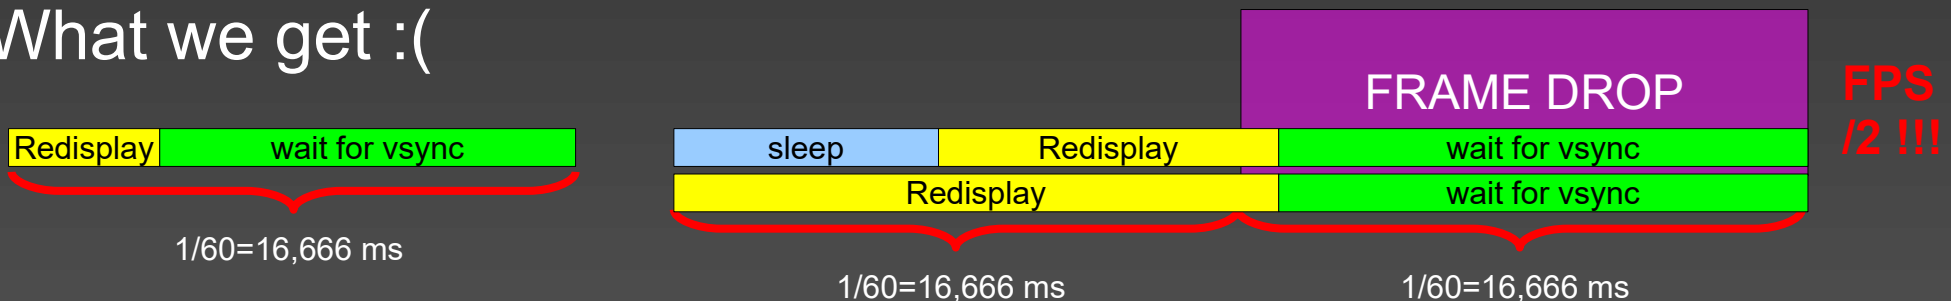 What we get :(
FRAME DROP
FPS
/2 !!!
Redisplay wait for vsync
sleep Redisplay wait for vsync
Redisplay wait for vsync
1/60=16,666 ms
1/60=16,666 ms 1/60=16,666 ms